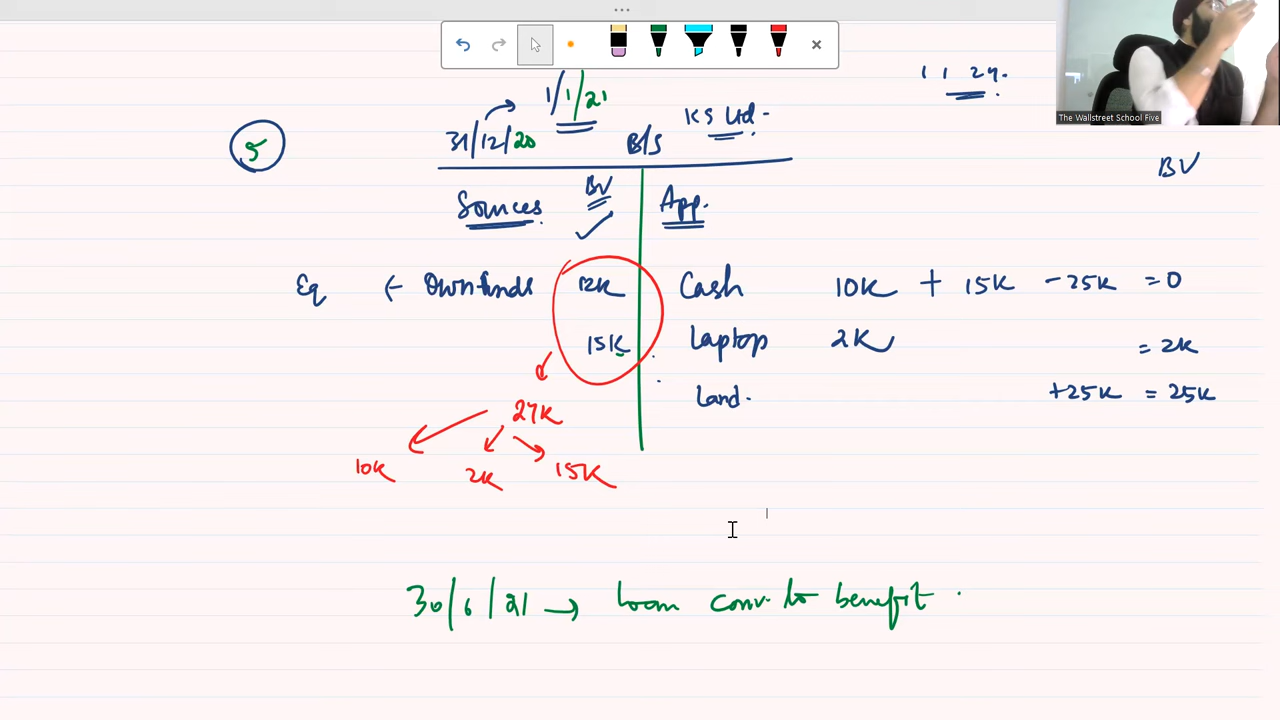 1 1 24.
The Wallstreet School Five
1/1/21
31/12/20 B/S KS Ltd.
5
BV
Sources BV App.
Eq ← Own funds 12K Cash 10K + 15K - 25K = 0
15K Laptop 2K = 2K
Land. +25K = 25K
27K
10K 2K 15K
30/6/21 → loan conv. to benefit.